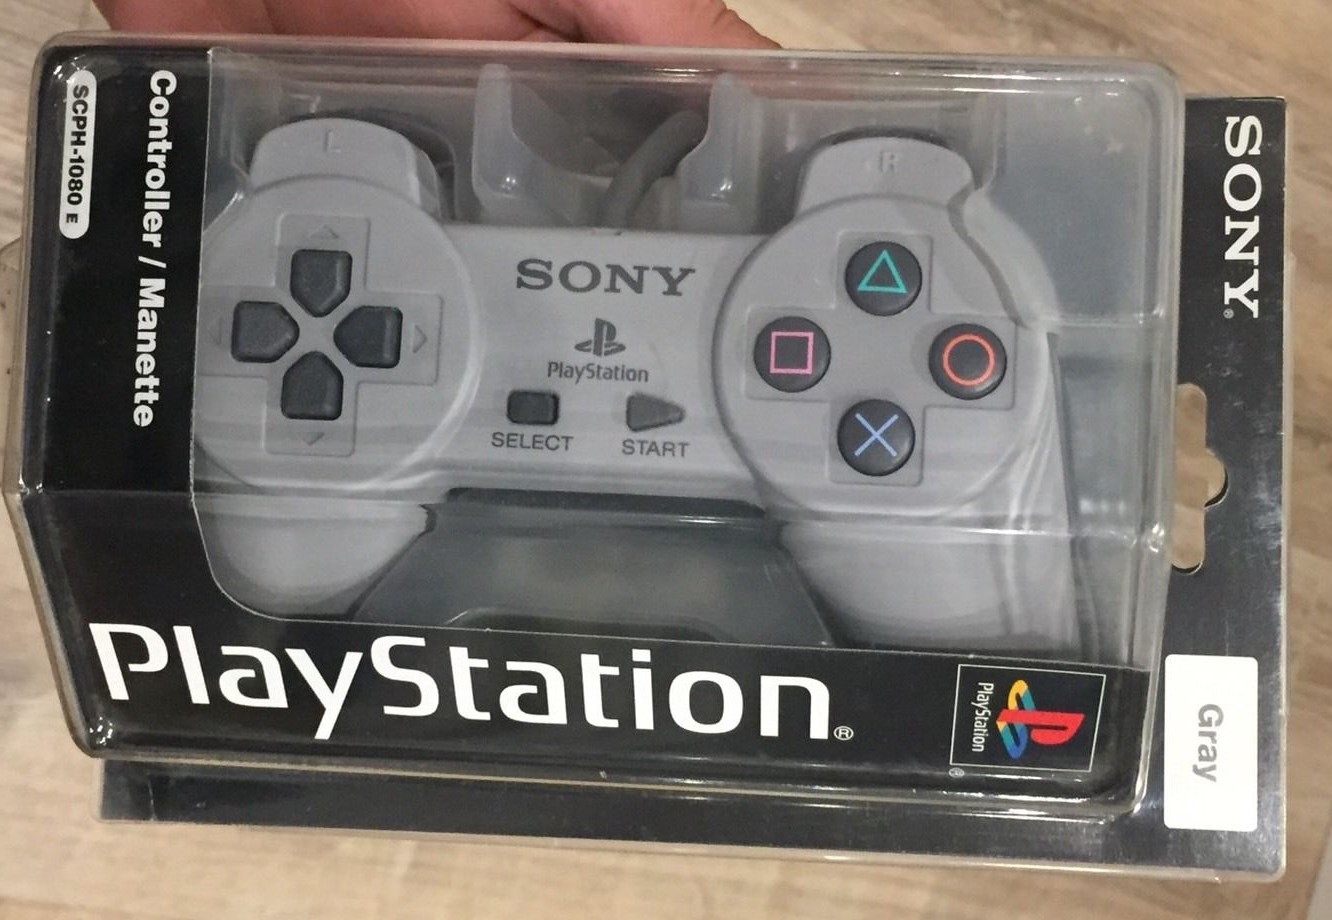 SCPH-1080 E
Controller / Manette
L
R
SONY
PlayStation
SELECT
START
PlayStation®
PlayStation
®
SONY®
Gray